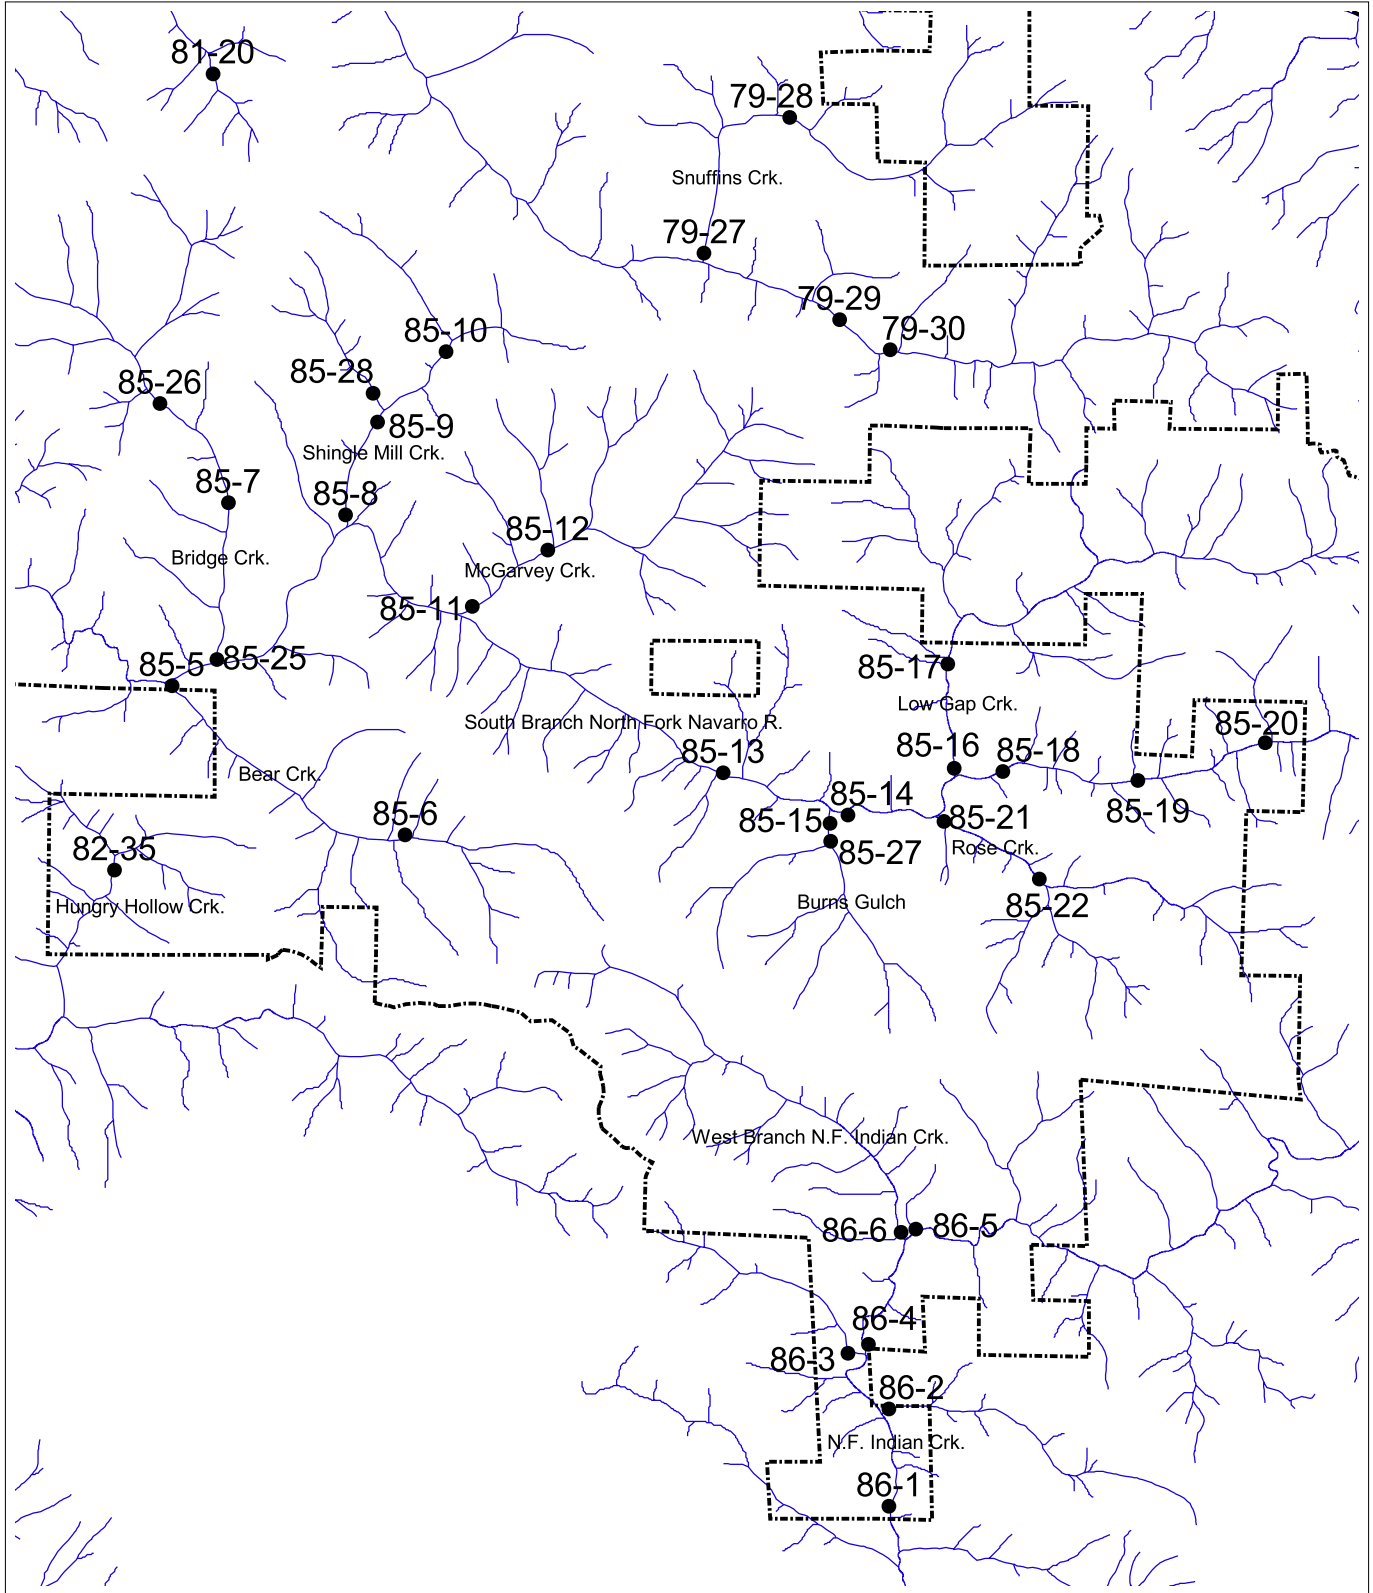 81-20
79-28
Snuffins Crk.
79-27
79-29
79-30
85-10
85-28
85-26
85-9
Shingle Mill Crk.
85-7
85-8
85-12
Bridge Crk.
McGarvey Crk.
85-11
85-25
85-5
85-17
Low Gap Crk.
South Branch North Fork Navarro R.
85-20
85-16
85-18
85-13
Bear Crk.
85-14
85-19
85-6
85-15
85-21
82-35
85-27
Rose Crk.
Burns Gulch
85-22
Hungry Hollow Crk.
West Branch N.F. Indian Crk.
86-6
86-5
86-4
86-3
86-2
N.F. Indian Crk.
86-1